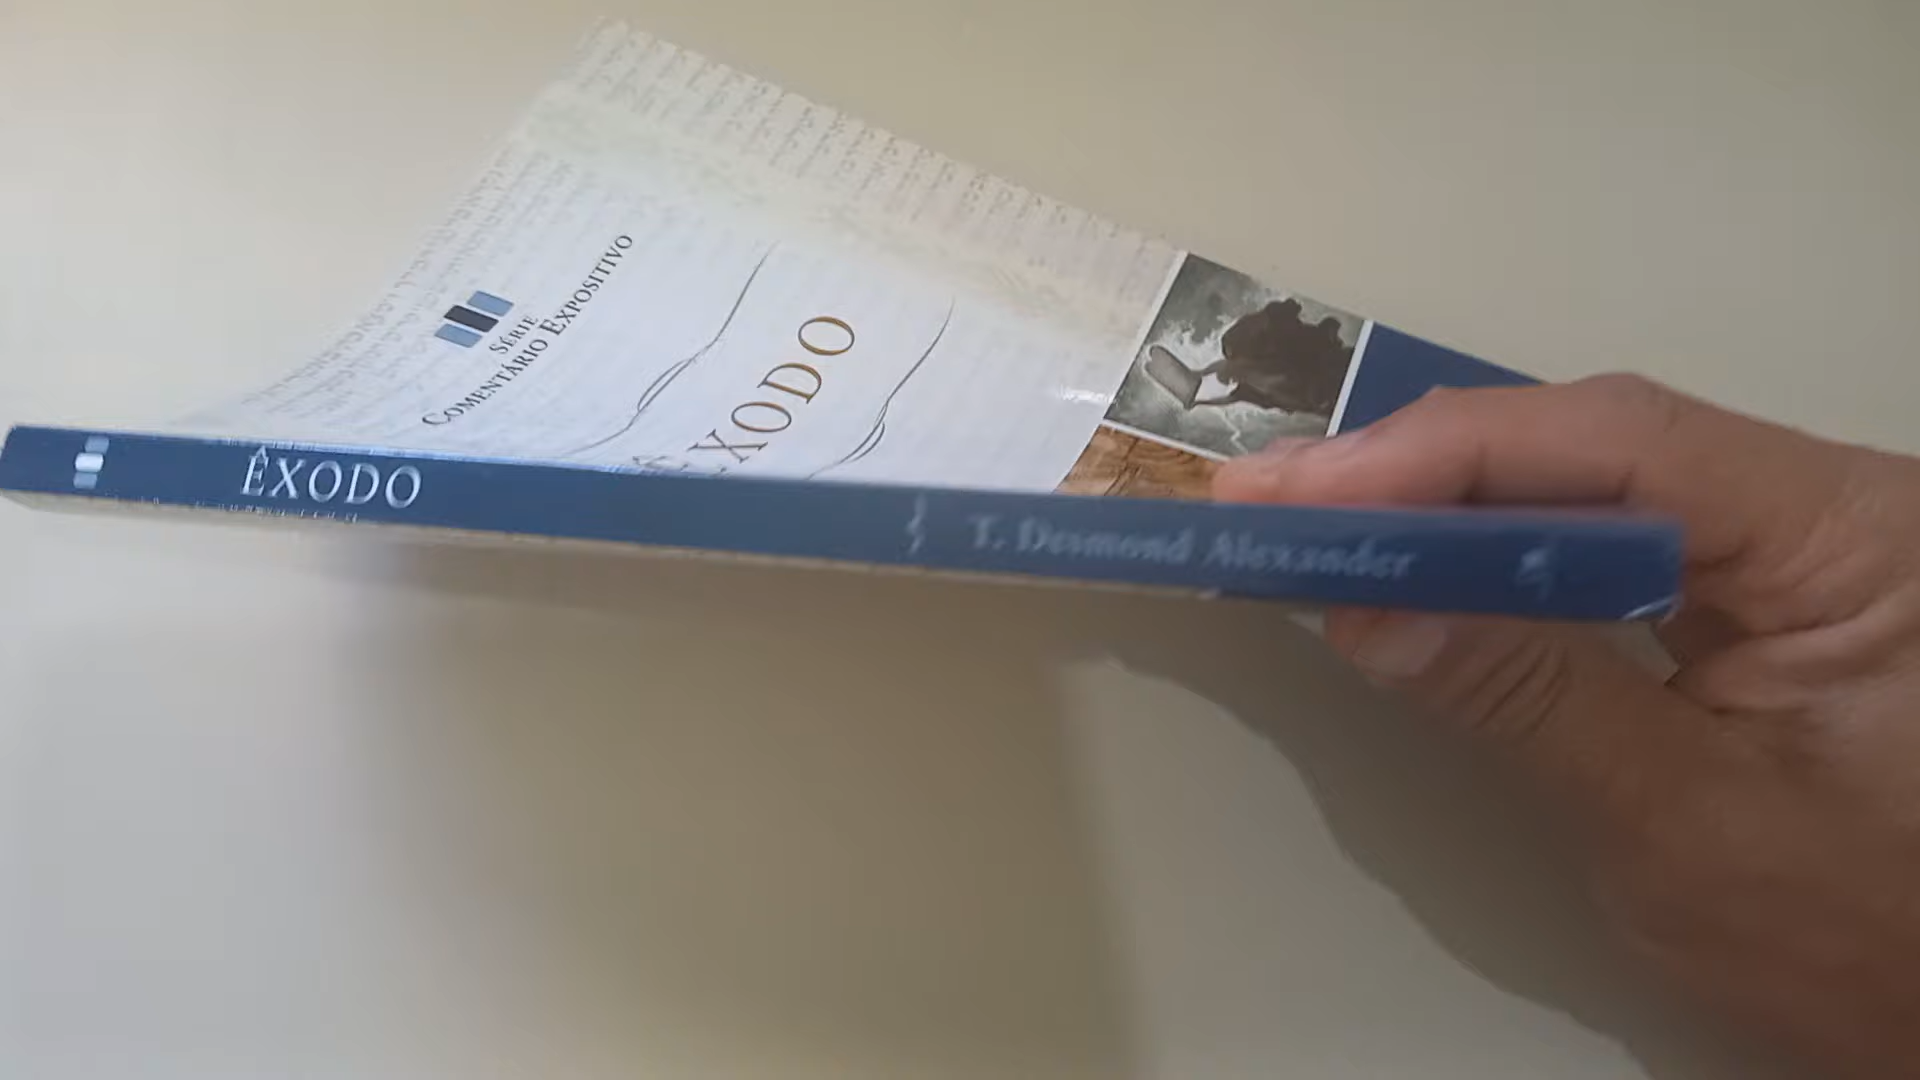 SÉRIE
COMENTÁRIO EXPOSITIVO
ÊXODO
ÊXODO
T. Desmond Alexander